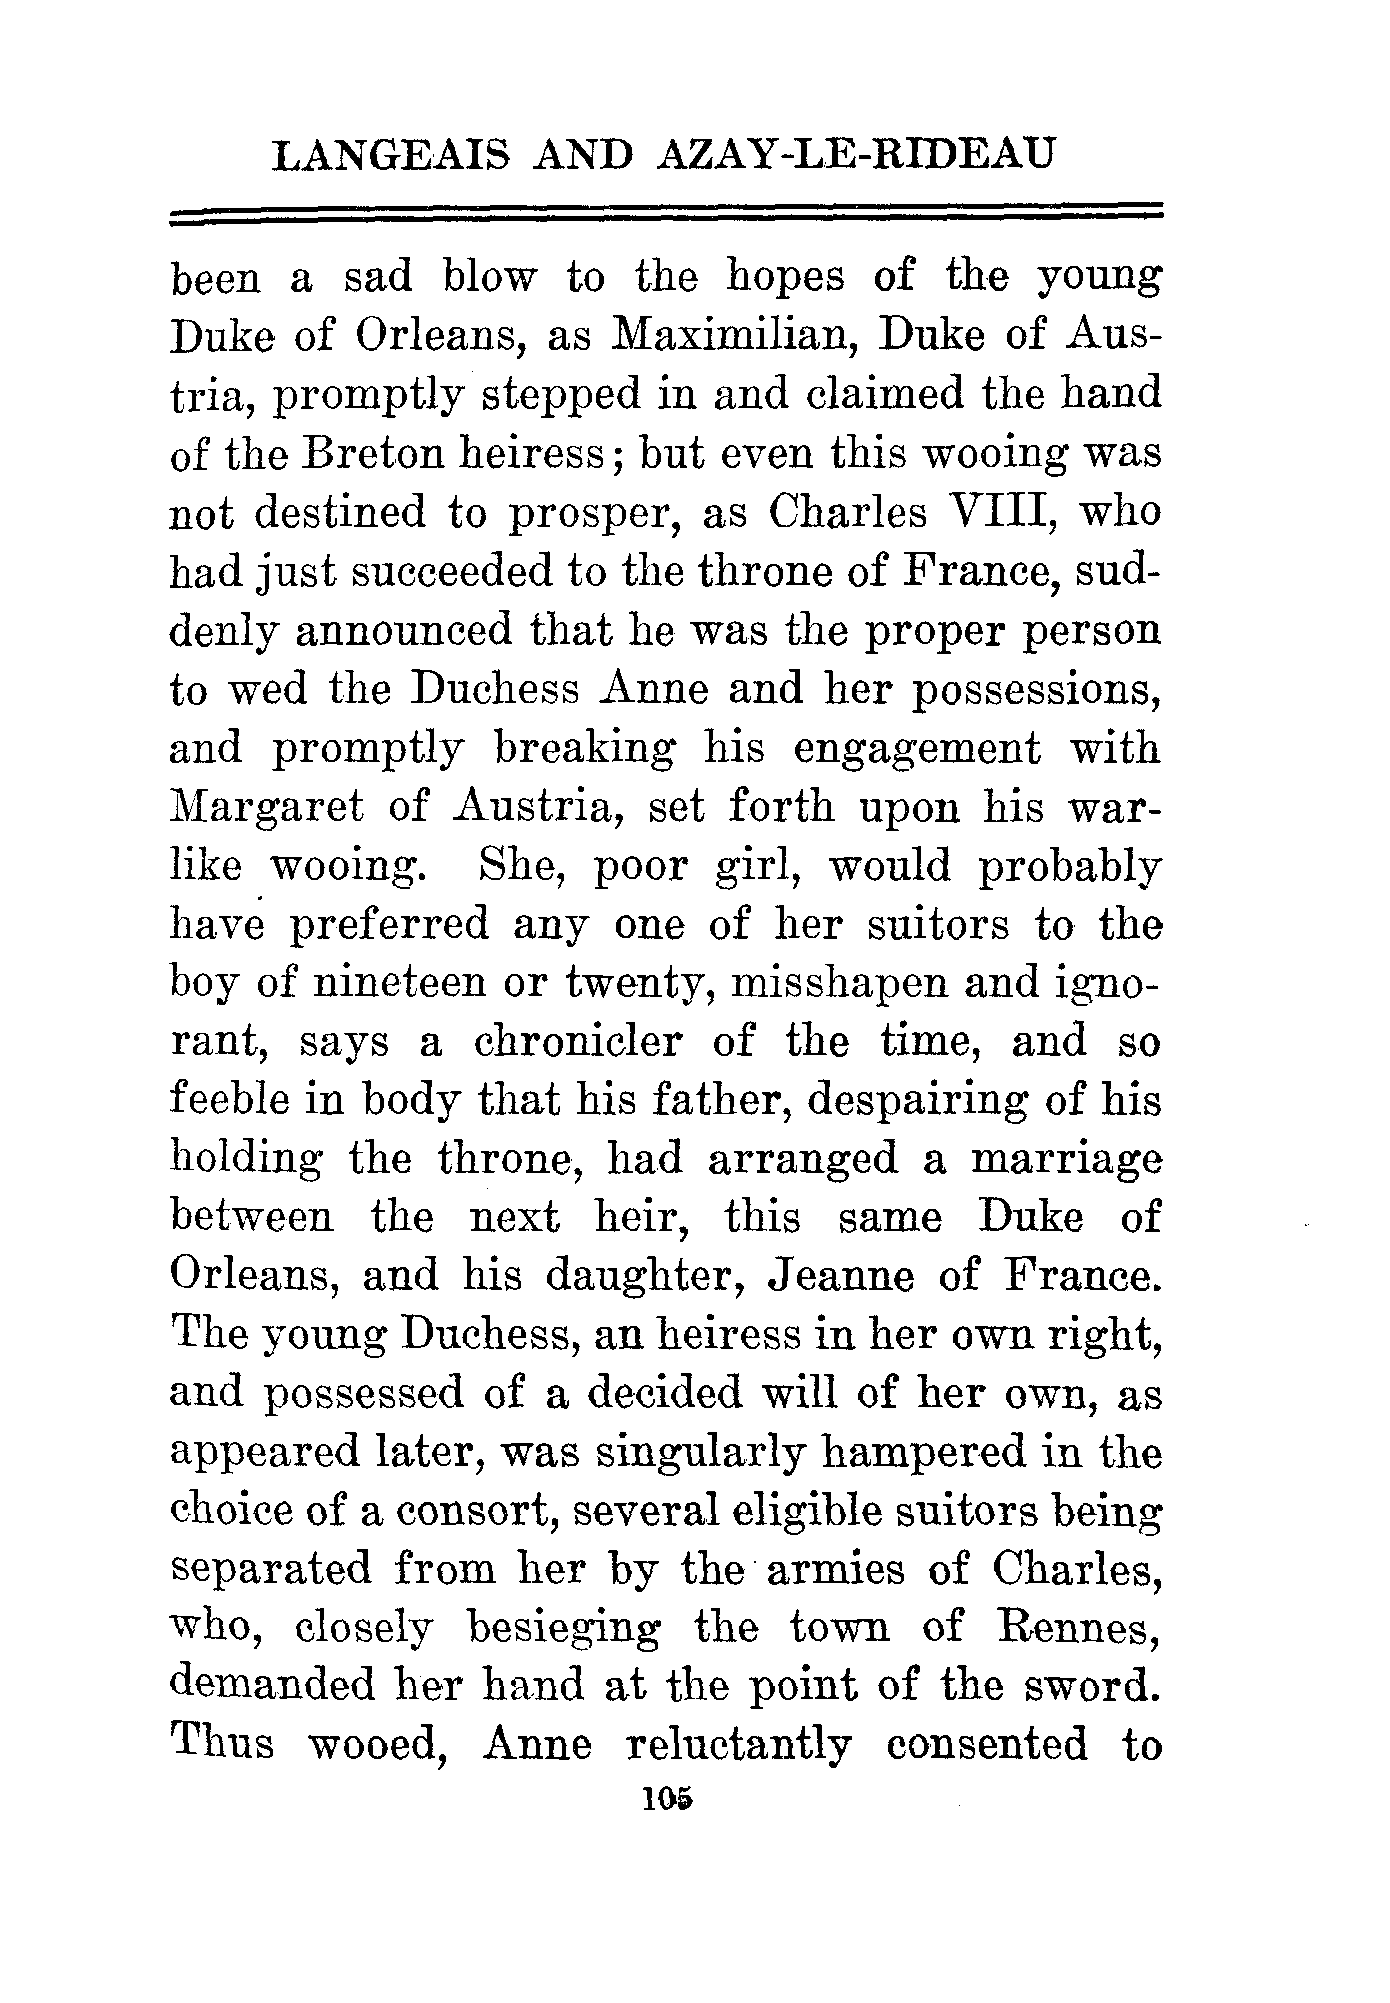 LANGEAIS AND AZAY-LE-RIDEAU
been a sad blow to the hopes of the young
Duke of Orleans, as Maximilian, Duke of Aus-
tria, promptly stepped in and claimed the hand
of the Breton heiress; but even this wooing was
not destined to prosper, as Charles VIII, who
had just succeeded to the throne of France, sud-
denly announced that he was the proper person
to wed the Duchess Anne and her possessions,
and promptly breaking his engagement with
Margaret of Austria, set forth upon his war-
like wooing. She, poor girl, would probably
have preferred any one of her suitors to the
boy of nineteen or twenty, misshapen and igno-
rant, says a chronicler of the time, and so
feeble in body that his father, despairing of his
holding the throne, had arranged a marriage
between the next heir, this same Duke of
Orleans, and his daughter, Jeanne of France.
The young Duchess, an heiress in her own right,
and possessed of a decided will of her own, as
appeared later, was singularly hampered in the
choice of a consort, several eligible suitors being
separated from her by the armies of Charles,
who, closely besieging the town of Rennes,
demanded her hand at the point of the sword.
Thus wooed, Anne reluctantly consented to
105